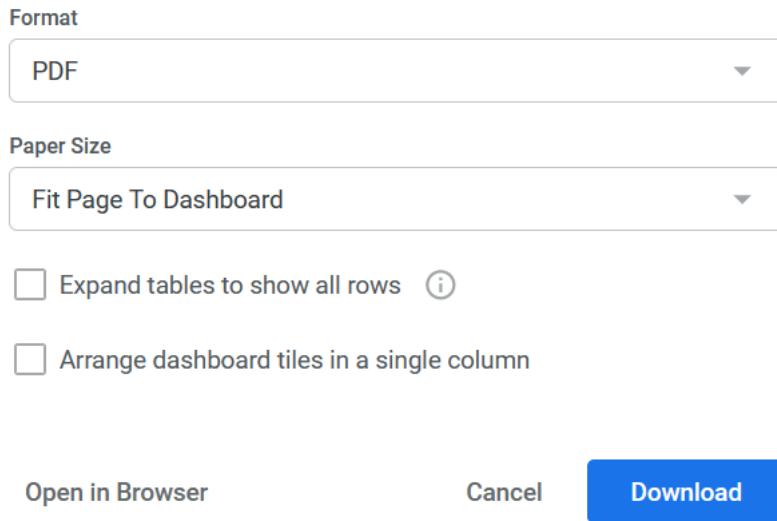 Format
PDF
Paper Size
Fit Page To Dashboard
Expand tables to show all rows
Arrange dashboard tiles in a single column
Open in Browser Cancel Download